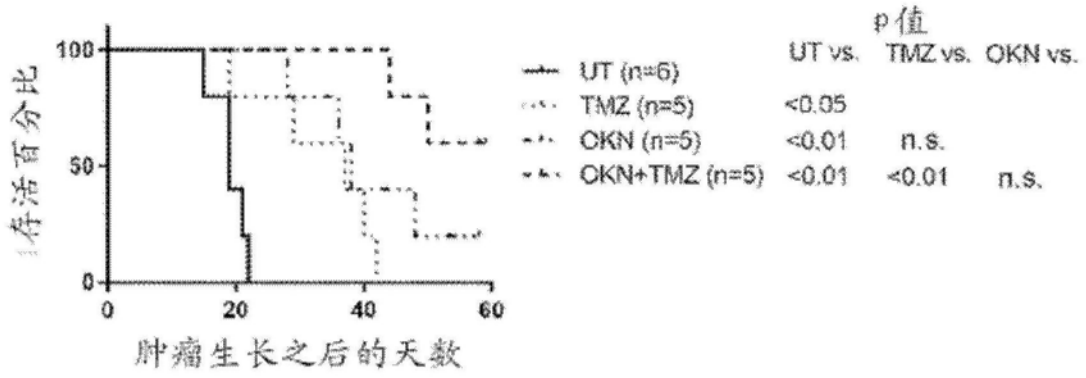 p值
UT vs. TMZ vs. OKN vs.
UT (n=6)
TMZ (n=5) <0.05
OKN (n=5) <0.01 n.s.
OKN+TMZ (n=5) <0.01 <0.01 n.s.
存活百分比
100
50
0
0 20 40 60
肿瘤生长之后的天数